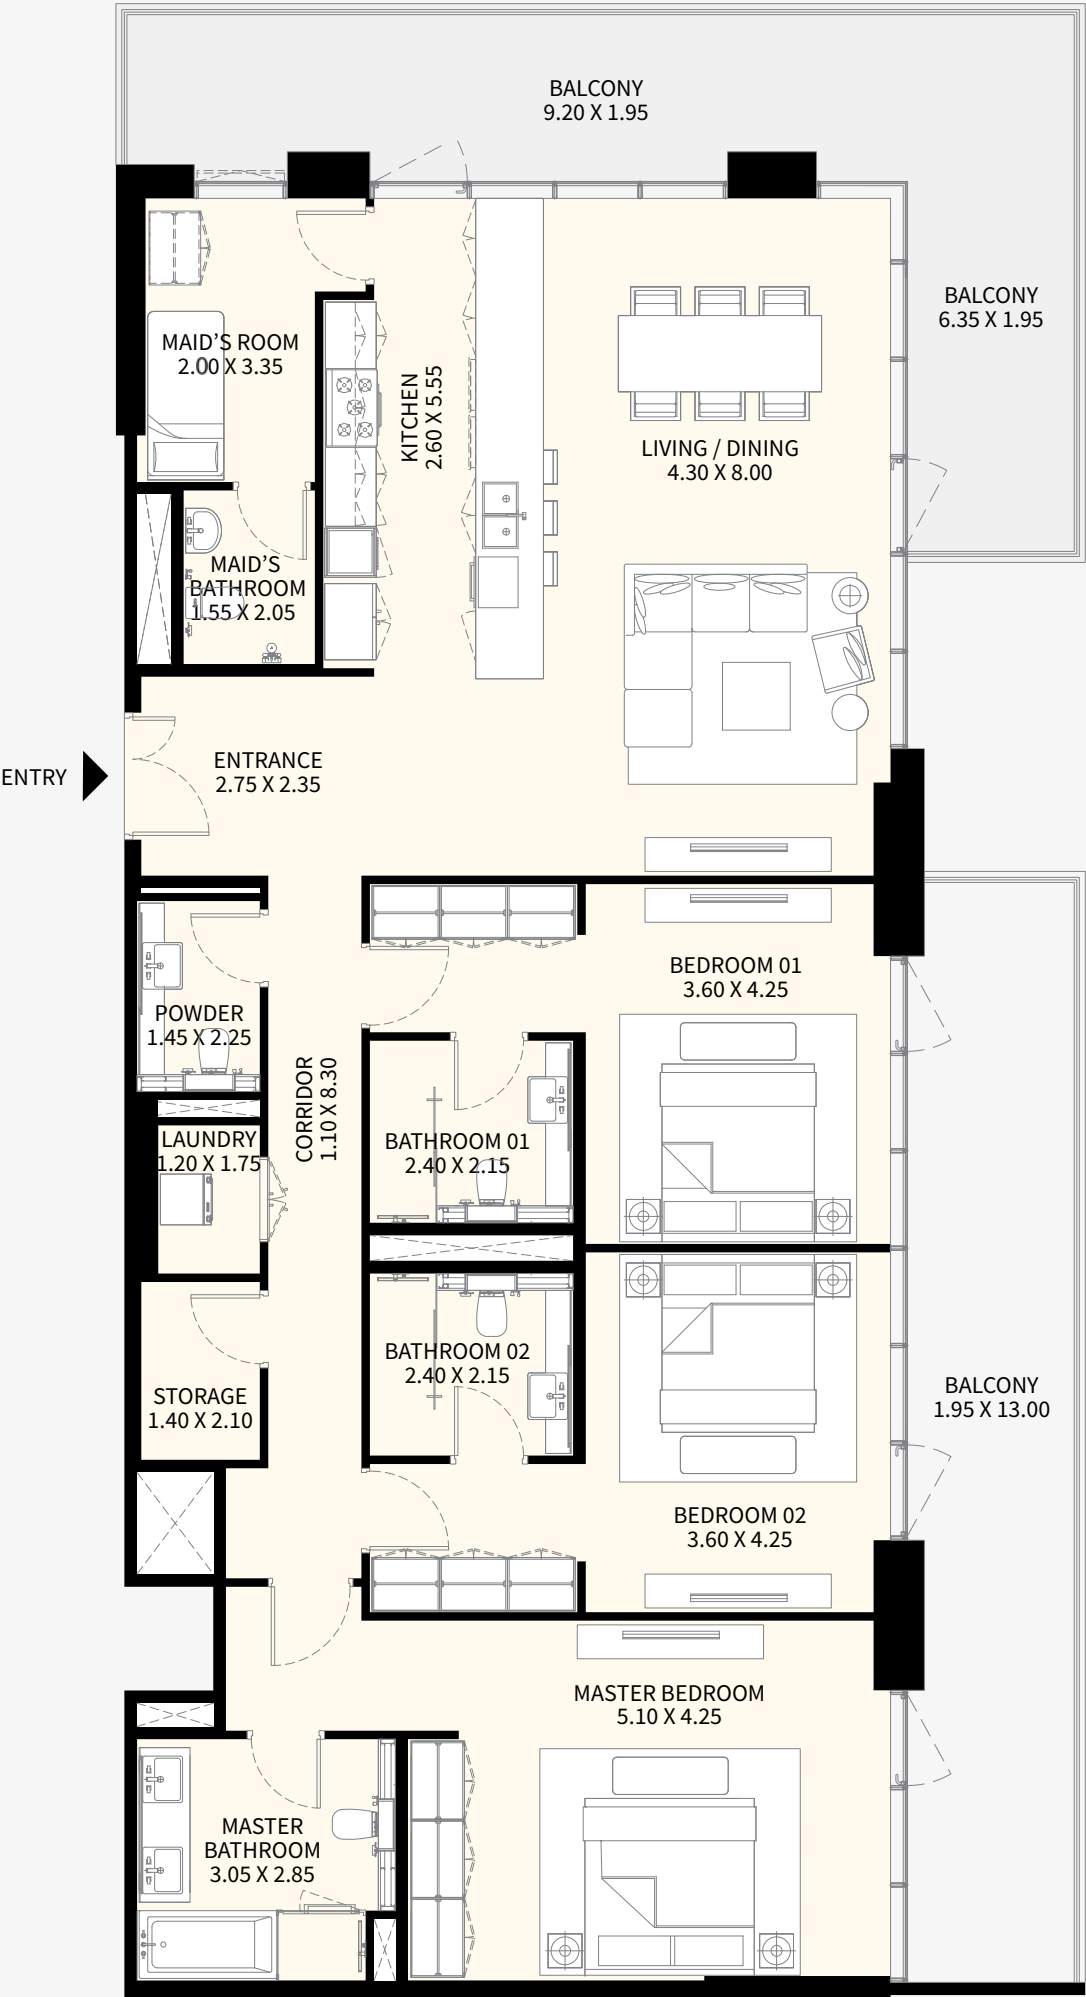 BALCONY
9.20 X 1.95
BALCONY
6.35 X 1.95
MAID’S ROOM
2.00 X 3.35
KITCHEN
2.60 X 5.55
LIVING / DINING
4.30 X 8.00
MAID’S
BATHROOM
1.55 X 2.05
ENTRY
ENTRANCE
2.75 X 2.35
BEDROOM 01
3.60 X 4.25
POWDER
1.45 X 2.25
CORRIDOR
1.10 X 8.30
LAUNDRY
1.20 X 1.75
BATHROOM 01
2.40 X 2.15
BATHROOM 02
2.40 X 2.15
STORAGE
1.40 X 2.10
BALCONY
1.95 X 13.00
BEDROOM 02
3.60 X 4.25
MASTER BEDROOM
5.10 X 4.25
MASTER
BATHROOM
3.05 X 2.85